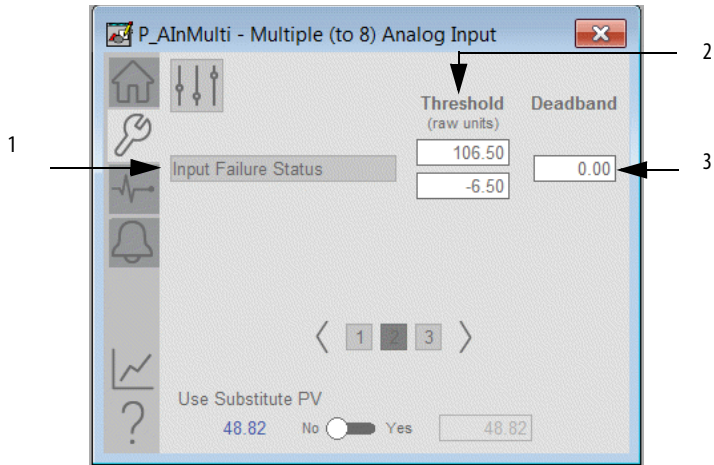 P_AInMulti - Multiple (to 8) Analog Input
2
Threshold Deadband
(raw units)
1
106.50
3
Input Failure Status
0.00
-6.50
1 2 3
Use Substitute PV
48.82 No Yes 48.82
?